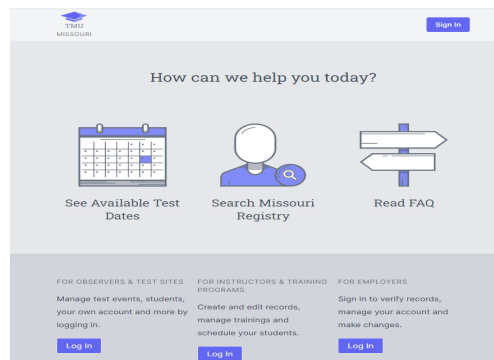 TMU
MISSOURI
Sign In
How can we help you today?
See Available Test
Dates
Search Missouri
Registry
Read FAQ
FOR OBSERVERS & TEST SITES
Manage test events, students,
your own account and more by
logging in.
Log In
FOR INSTRUCTORS & TRAINING
PROGRAMS
Create and edit records,
manage trainings and
schedule your students.
Log In
FOR EMPLOYERS
Sign in to verify records,
manage your account and
make changes.
Log In